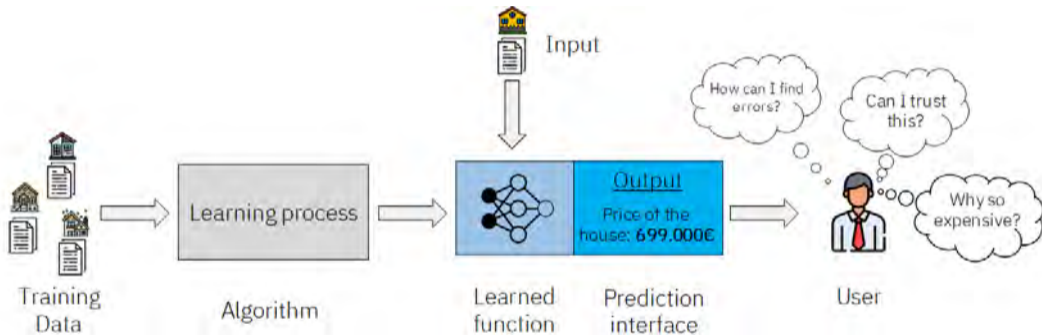 Input
How can I find
errors?
Can I trust
this?
Why so
expensive?
Learning process
Output
Price of the
house: 699.000€
Training
Data
Algorithm
Learned
function
Prediction
interface
User